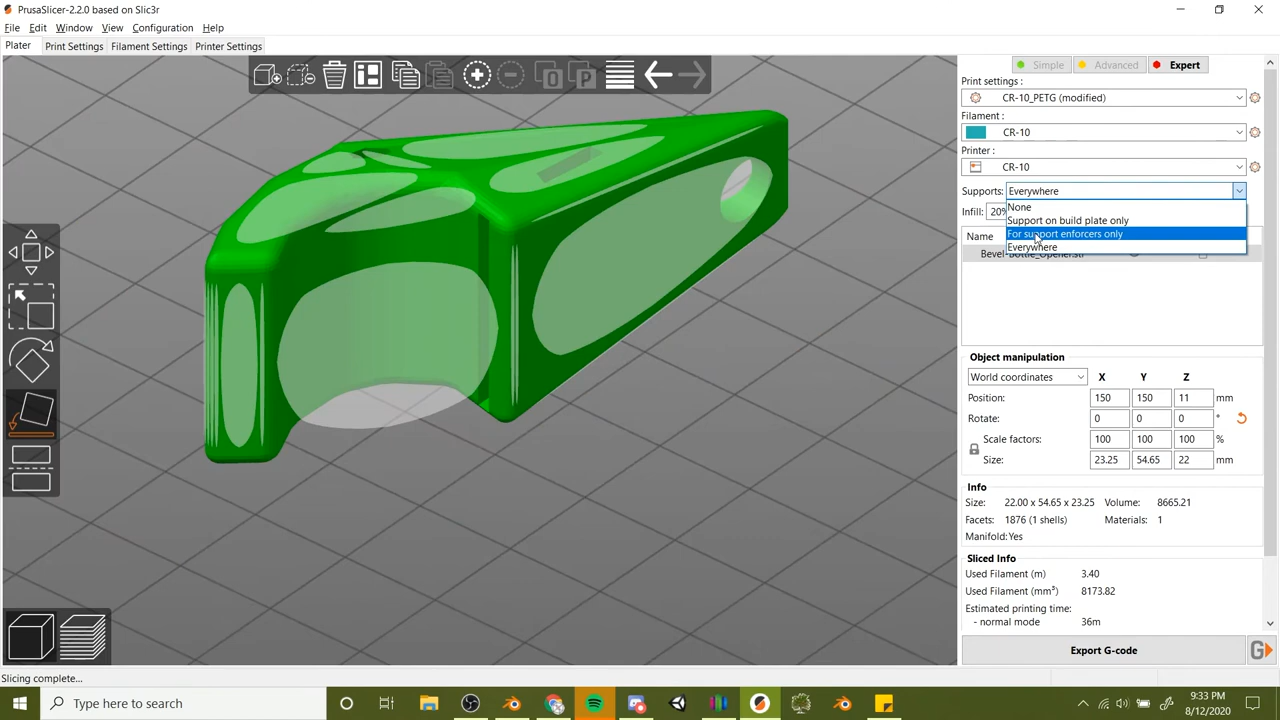 PrusaSlicer-2.2.0 based on Slic3r
File Edit Window View Configuration Help
Plater Print Settings Filament Settings Printer Settings
Simple Advanced Expert
Print settings :
CR-10_PETG (modified)
Filament :
CR-10
Printer :
CR-10
Supports: Everywhere
None
Infill: 20%
Support on build plate only
Name
For support enforcers only
Everywhere
Object manipulation
World coordinates X Y Z
Position: 150 150 11 mm
Rotate: 0 0 0 °
Scale factors: 100 100 100 %
Size: 23.25 54.65 22 mm
Info
Size: 22.00 x 54.65 x 23.25 Volume: 8665.21
Facets: 1876 (1 shells) Materials: 1
Manifold: Yes
Sliced Info
Used Filament (m) 3.40
Used Filament (mm³) 8173.82
Estimated printing time:
- normal mode 36m
Export G-code
G
Slicing complete...
Type here to search
9:33 PM
8/12/2020